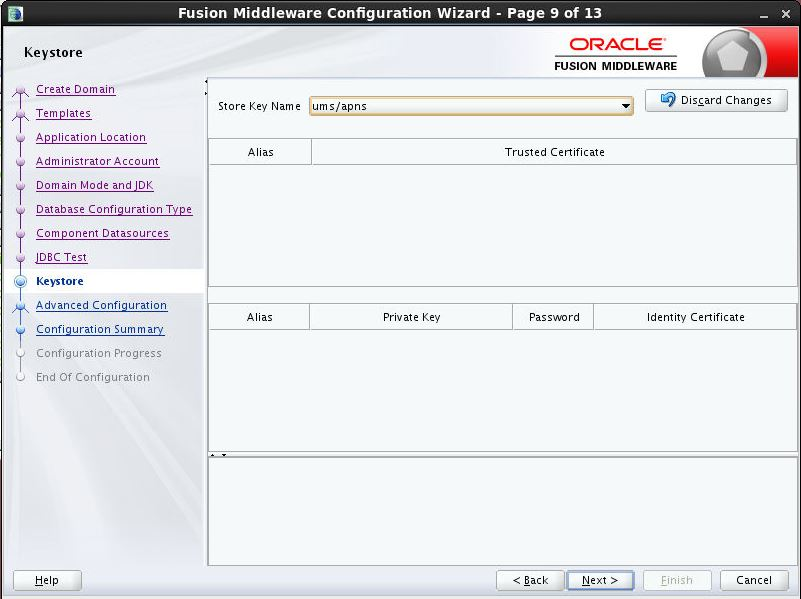 Fusion Middleware Configuration Wizard - Page 9 of 13
Keystore
ORACLE
FUSION MIDDLEWARE
Create Domain
Templates
Application Location
Administrator Account
Domain Mode and JDK
Database Configuration Type
Component Datasources
JDBC Test
Keystore
Advanced Configuration
Configuration Summary
Configuration Progress
End Of Configuration
Store Key Name ums/apns Discard Changes
Alias Trusted Certificate
Alias Private Key Password Identity Certificate
Help < Back Next > Finish Cancel